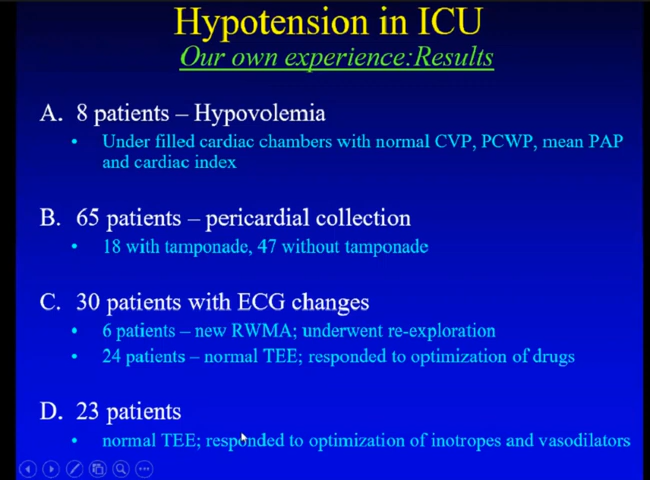 Hypotension in ICU
Our own experience:Results
A. 8 patients – Hypovolemia
• Under filled cardiac chambers with normal CVP, PCWP, mean PAP
and cardiac index
B. 65 patients – pericardial collection
• 18 with tamponade, 47 without tamponade
C. 30 patients with ECG changes
• 6 patients – new RWMA; underwent re-exploration
• 24 patients – normal TEE; responded to optimization of drugs
D. 23 patients
• normal TEE; responded to optimization of inotropes and vasodilators